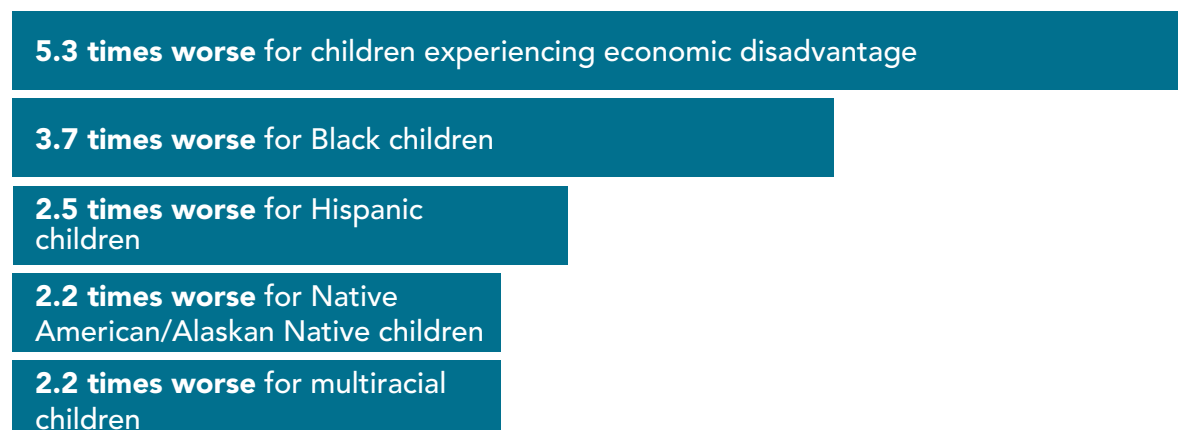 5.3 times worse for children experiencing economic disadvantage
3.7 times worse for Black children
2.5 times worse for Hispanic
children
2.2 times worse for Native
American/Alaskan Native children
2.2 times worse for multiracial
children